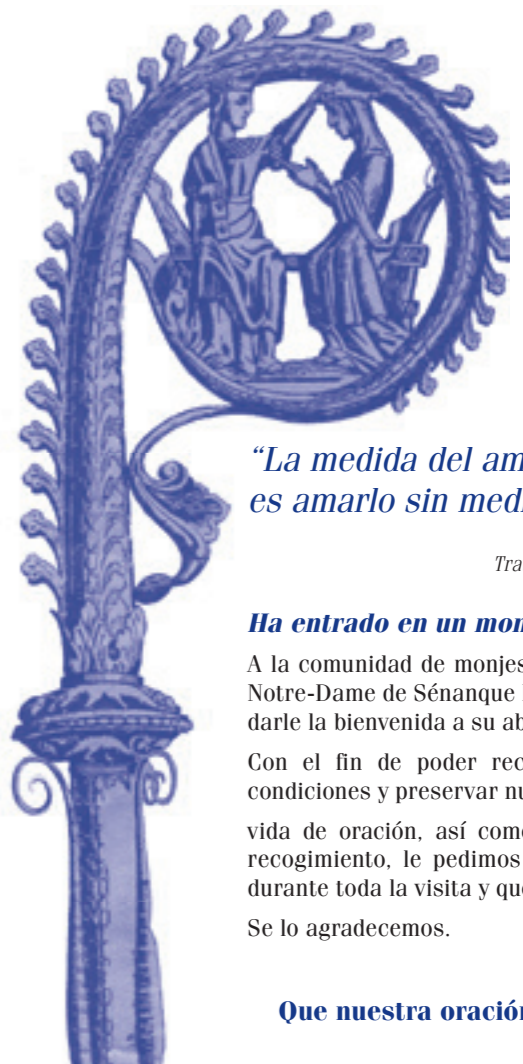 “La medida del am
es amarlo sin medi
Tra
Ha entrado en un mon
A la comunidad de monjes
Notre-Dame de Sénanque
darle la bienvenida a su ab
Con el fin de poder rec
condiciones y preservar nu
vida de oración, así como
recogimiento, le pedimos
durante toda la visita y que
Se lo agradecemos.
Que nuestra oración